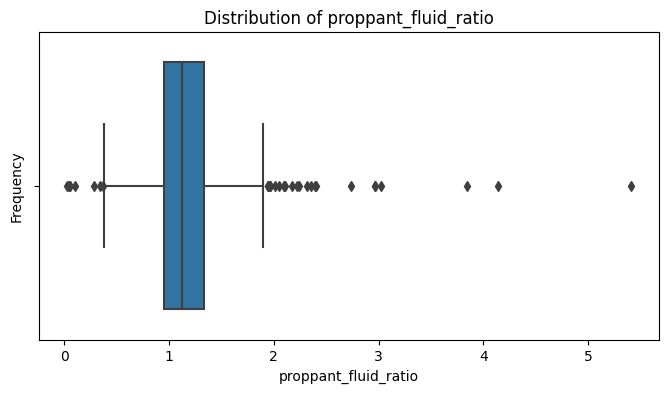 Distribution of proppant_fluid_ratio
Frequency
0 1 2 3 4 5
proppant_fluid_ratio